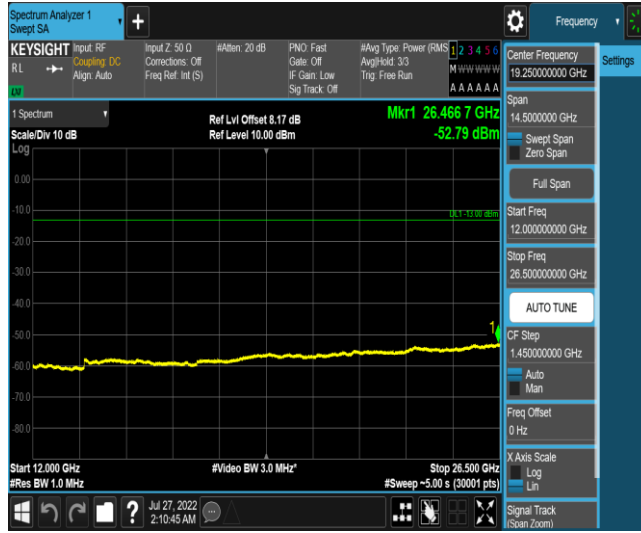 Spectrum Analyzer 1
Swept SA
+
Frequency
KEYSIGHT
RL
LXI
Input: RF
Coupling: DC
Align: Auto
Input Z: 50 Ω
Corrections: Off
Freq Ref: Int (S)
#Atten: 20 dB
PNO: Fast
Gate: Off
IF Gain: Low
Sig Track: Off
#Avg Type: Power (RMS
Avg|Hold: 3/3
Trig: Free Run
1 2 3 4 5 6
M W W W W W
A A A A A A
1 Spectrum
Scale/Div 10 dB
Log
Ref Lvl Offset 8.17 dB
Ref Level 10.00 dBm
Mkr1 26.466 7 GHz
-52.79 dBm
0.00
-10.0
-20.0
-30.0
-40.0
-50.0
-60.0
-70.0
-80.0
DL1 -13.00 dBm
1
Start 12.000 GHz
#Res BW 1.0 MHz
#Video BW 3.0 MHz*
Stop 26.500 GHz
#Sweep ~5.00 s (30001 pts)
Jul 27, 2022
2:10:45 AM
?
Settings
Center Frequency
19.250000000 GHz
Span
14.5000000 GHz
Swept Span
Zero Span
Full Span
Start Freq
12.000000000 GHz
Stop Freq
26.500000000 GHz
AUTO TUNE
CF Step
1.450000000 GHz
Auto
Man
Freq Offset
0 Hz
X Axis Scale
Log
Lin
Signal Track
(Span Zoom)